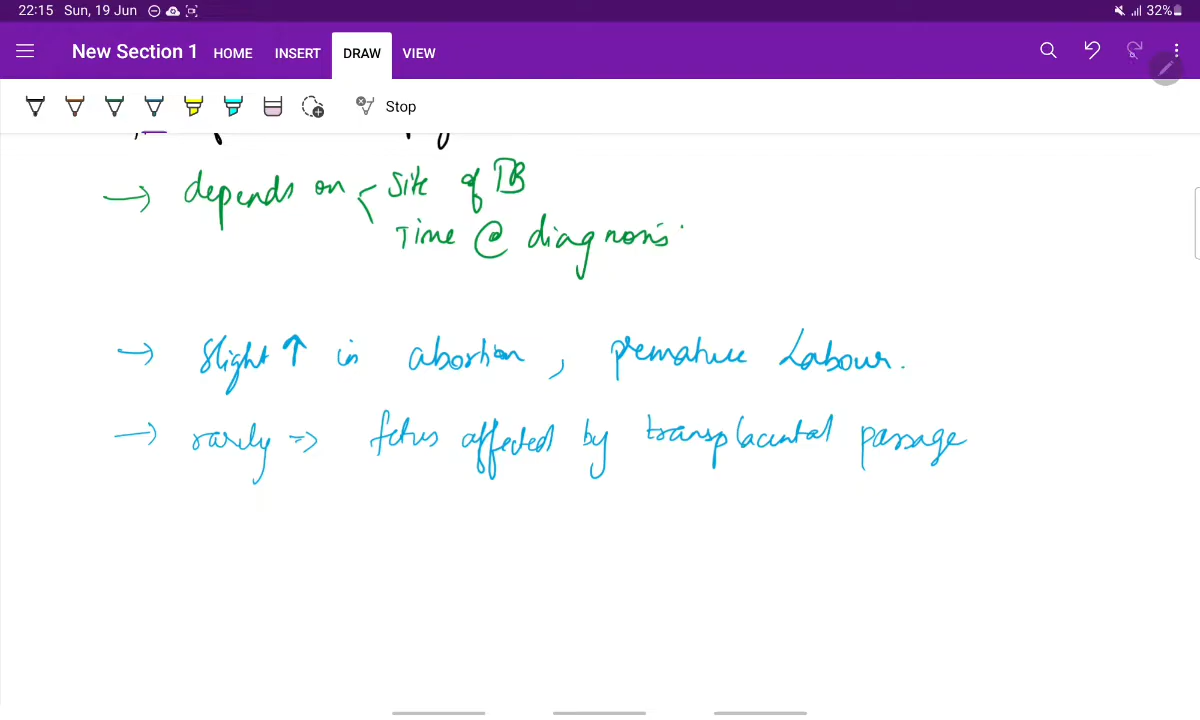 22:15 Sun, 19 Jun 32%
New Section 1 HOME INSERT DRAW VIEW
Stop
→ depends on Site of TB
Time @ diagnosis.
→ slight ↑ in abortion, premature Labour.
→ rarely => fetus affected by transplacental passage